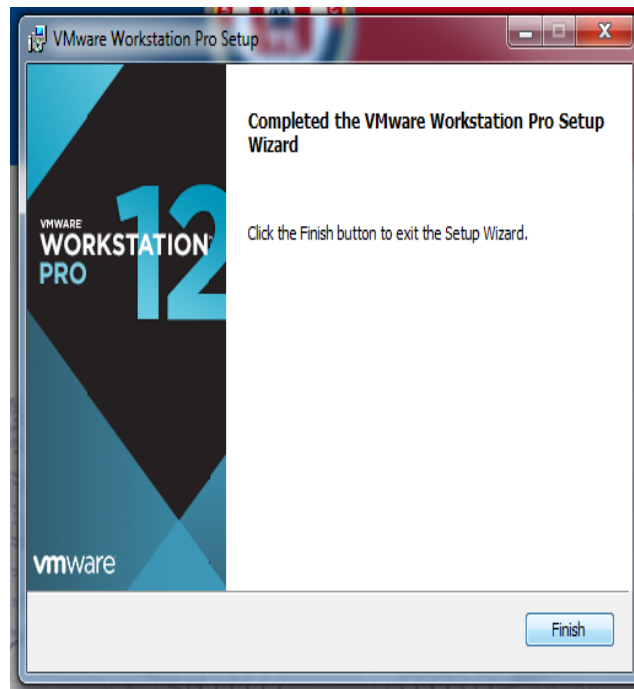 VMware Workstation Pro Setup
Completed the VMware Workstation Pro Setup
Wizard
Click the Finish button to exit the Setup Wizard.
VMWARE
WORKSTATION
PRO
12
vmware
Finish